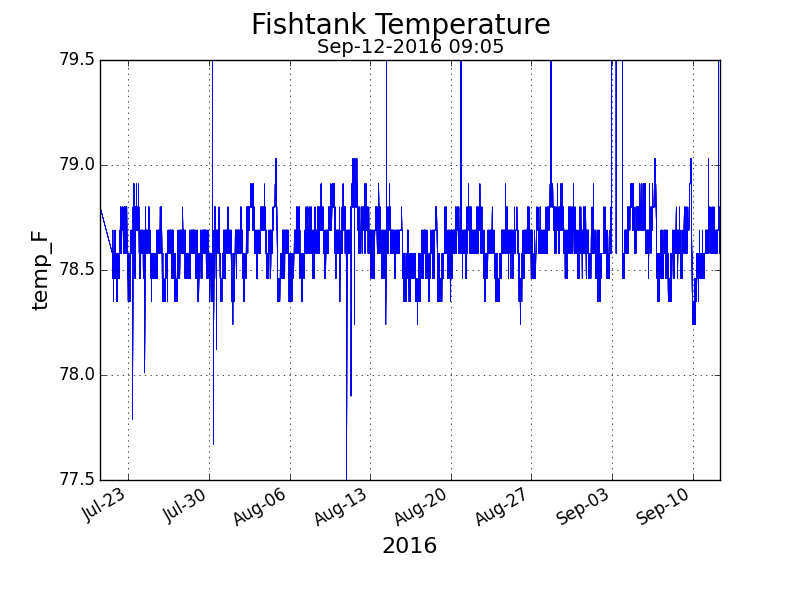 Fishtank Temperature
Sep-12-2016 09:05
79.5
79.0
78.5
78.0
77.5
temp_F
Jul-23
Jul-30
Aug-06
Aug-13
Aug-20
Aug-27
Sep-03
Sep-10
2016